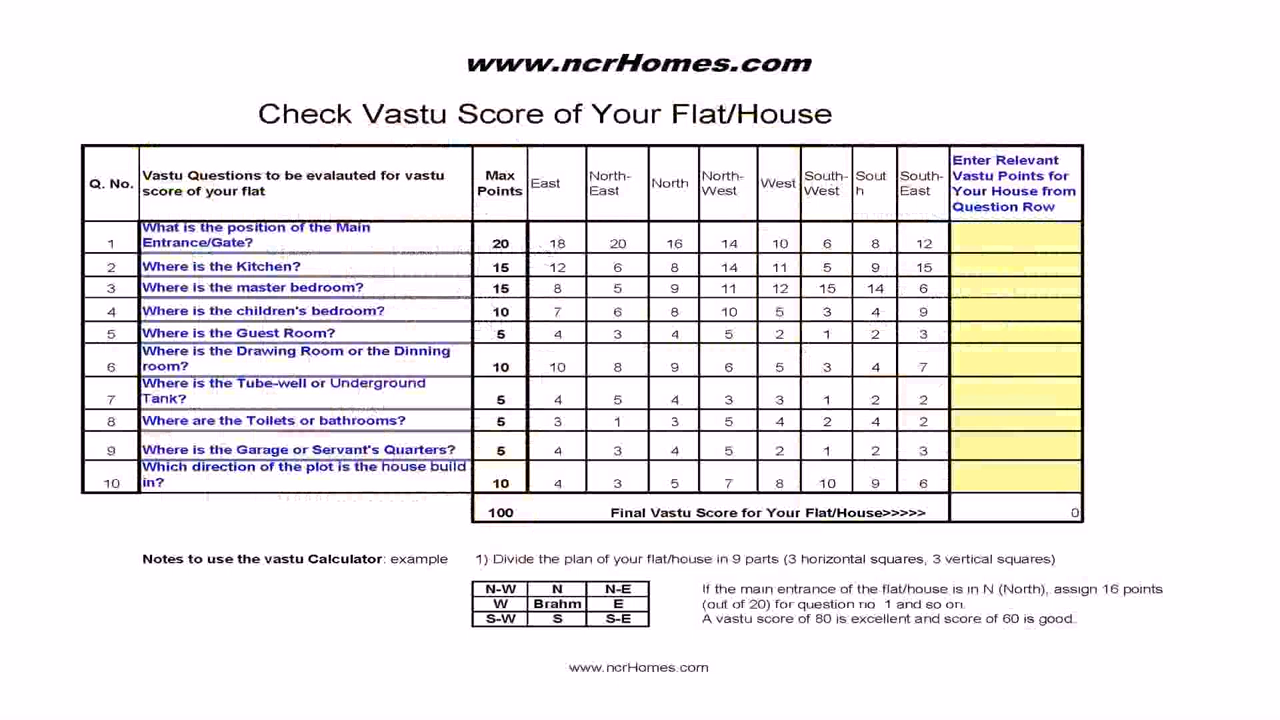 www.ncrHomes.com
Check Vastu Score of Your Flat/House
Q. No. Vastu Questions to be evalauted for vastu score of your flat Max Points East North-East North North-West West South-West Sout h South-East Enter Relevant Vastu Points for Your House from Question Row
1 What is the position of the Main Entrance/Gate? 20 18 20 16 14 10 6 8 12
2 Where is the Kitchen? 15 12 6 8 14 11 5 9 15
3 Where is the master bedroom? 15 8 5 9 11 12 15 14 6
4 Where is the children's bedroom? 10 7 6 8 10 5 3 4 9
5 Where is the Guest Room? 5 4 3 4 5 2 1 2 3
6 Where is the Drawing Room or the Dinning room? 10 10 8 9 6 5 3 4 7
7 Where is the Tube-well or Underground Tank? 5 4 5 4 3 3 1 2 2
8 Where are the Toilets or bathrooms? 5 3 1 3 5 4 2 4 2
9 Where is the Garage or Servant's Quarters? 5 4 3 4 5 2 1 2 3
10 Which direction of the plot is the house build in? 10 4 3 5 7 8 10 9 6
100 Final Vastu Score for Your Flat/House>>>>> 0
Notes to use the vastu Calculator: example 1) Divide the plan of your flat/house in 9 parts (3 horizontal squares, 3 vertical squares)
N-W N N-E
W Brahm E
S-W S S-E
If the main entrance of the flat/house is in N (North), assign 16 points
(out of 20) for question no 1 and so on.
A vastu score of 80 is excellent and score of 60 is good.
www.ncrHomes.com